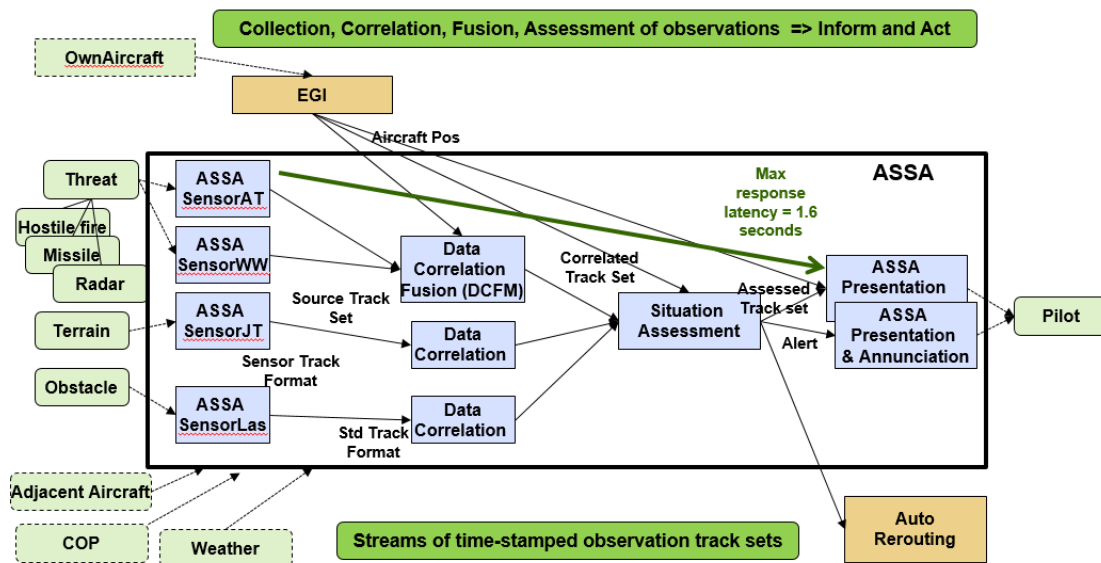 Collection, Correlation, Fusion, Assessment of observations => Inform and Act
OwnAircraft
EGI
Aircraft Pos
ASSA
Threat
Hostile fire
Missile
Radar
Terrain
Obstacle
ASSA
SensorAT
ASSA
SensorWW
ASSA
SensorJT
ASSA
SensorLas
Source Track
Set
Sensor Track
Format
Std Track
Format
Data
Correlation
Fusion (DCFM)
Data
Correlation
Data
Correlation
Correlated
Track Set
Situation
Assessment
Max
response
latency = 1.6
seconds
Assessed
Track set
Alert
ASSA
Presentation
ASSA
Presentation
& Annunciation
Pilot
Adjacent Aircraft
COP
Weather
Streams of time-stamped observation track sets
Auto
Rerouting